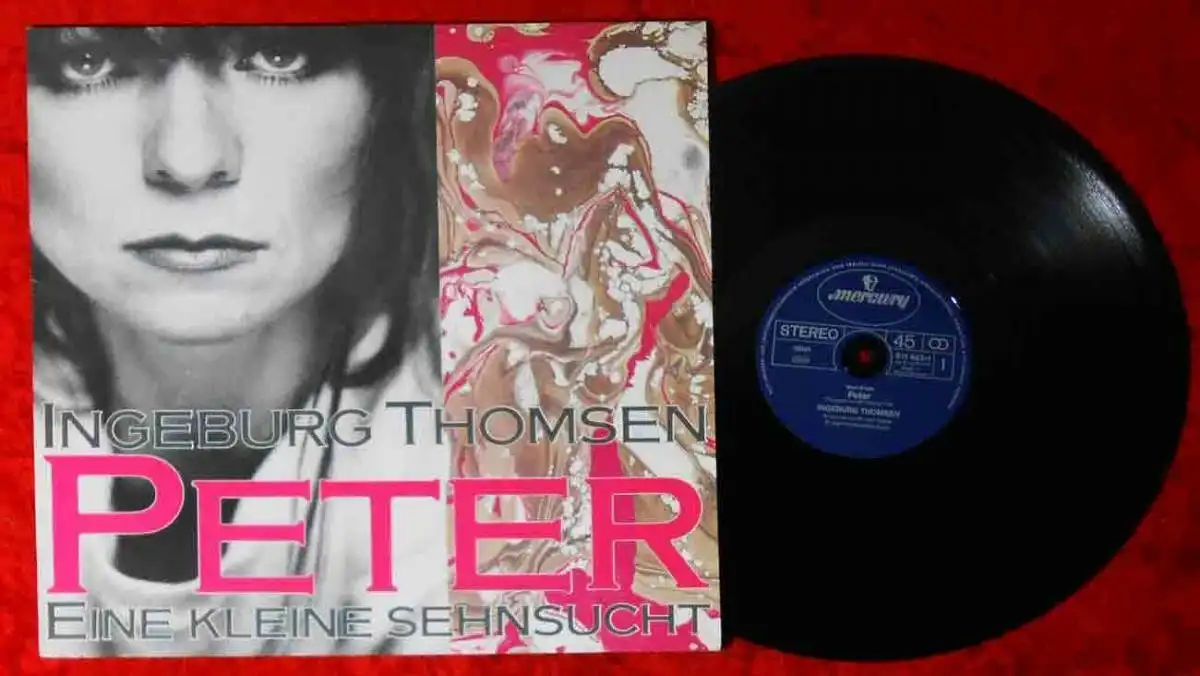 INGEBURG THOMSEN
PETER
EINE KLEINE SEHNSUCHT
mercury
STEREO
45
1
Peter
INGEBURG THOMSEN